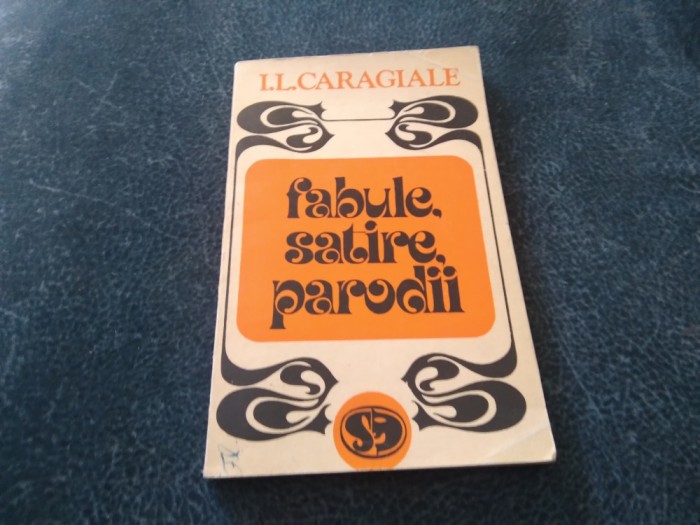 I.L.CARAGIALE
fabule,
satire,
parodii